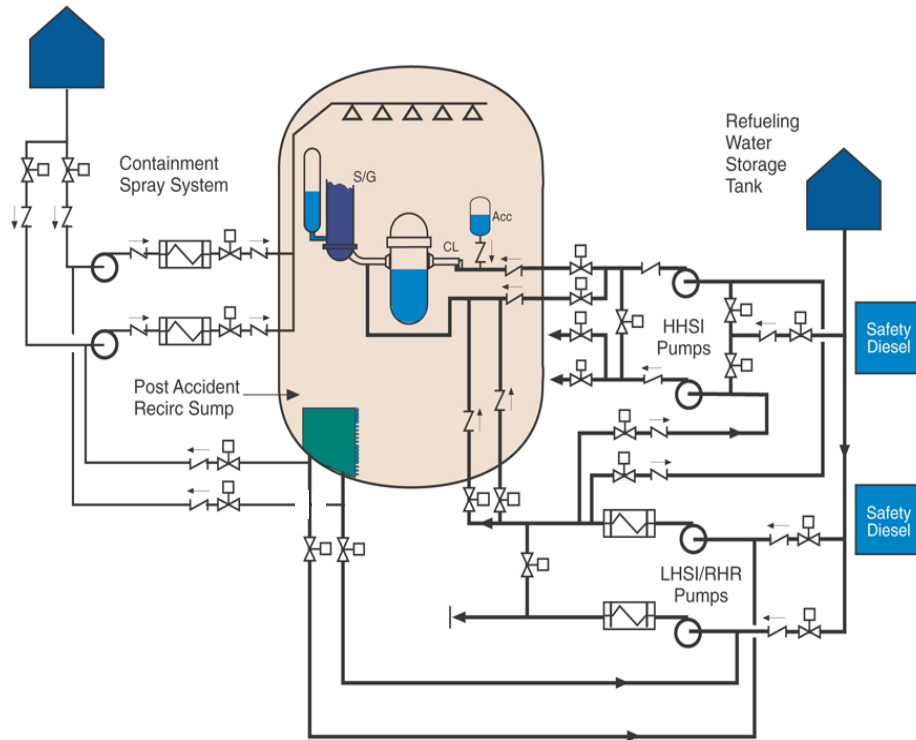 Containment
Spray System
S/G
Acc
CL
Refueling
Water
Storage
Tank
HHSI
Pumps
Safety
Diesel
Post Accident
Recirc Sump
Safety
Diesel
LHSI/RHR
Pumps